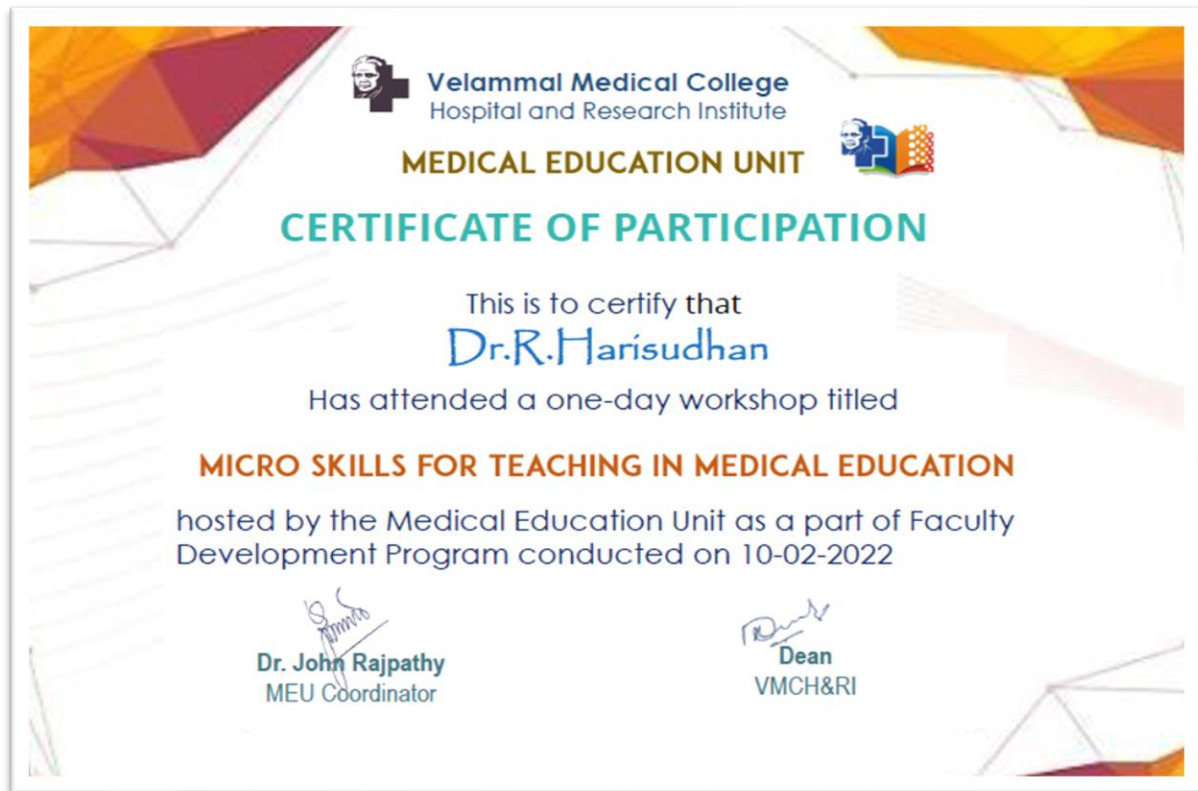 Velammal Medical College
Hospital and Research Institute
MEDICAL EDUCATION UNIT
CERTIFICATE OF PARTICIPATION
This is to certify that
Dr.R.Harisudhan
Has attended a one-day workshop titled
MICRO SKILLS FOR TEACHING IN MEDICAL EDUCATION
hosted by the Medical Education Unit as a part of Faculty
Development Program conducted on 10-02-2022
Dr. John Rajpathy
MEU Coordinator
Dean
VMCH&RI